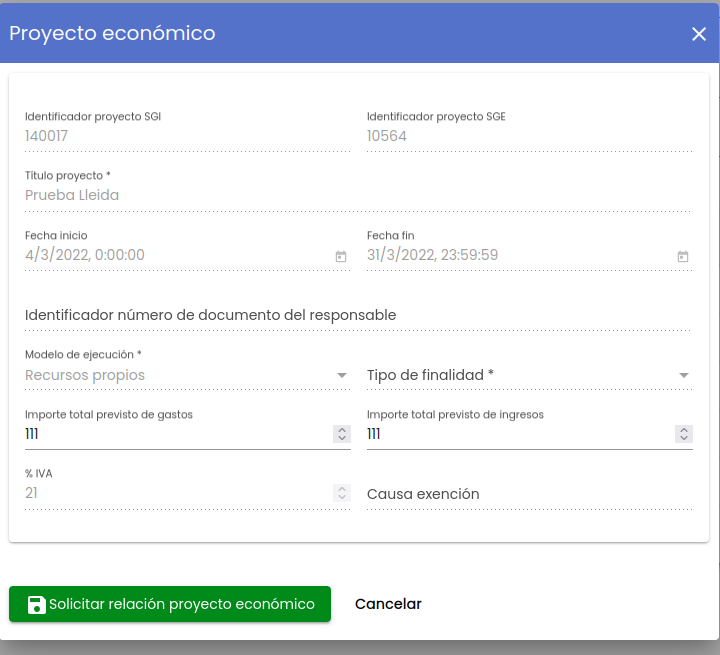 Proyecto económico
Identificador proyecto SGI Identificador proyecto SGE
140017 10564
Título proyecto *
Prueba Lleida
Fecha inicio Fecha fin
4/3/2022, 0:00:00 31/3/2022, 23:59:59
Identificador número de documento del responsable
Modelo de ejecución *
Recursos propios Tipo de finalidad *
Importe total previsto de gastos Importe total previsto de ingresos
111 111
% IVA
21 Causa exención
Solicitar relación proyecto económico Cancelar